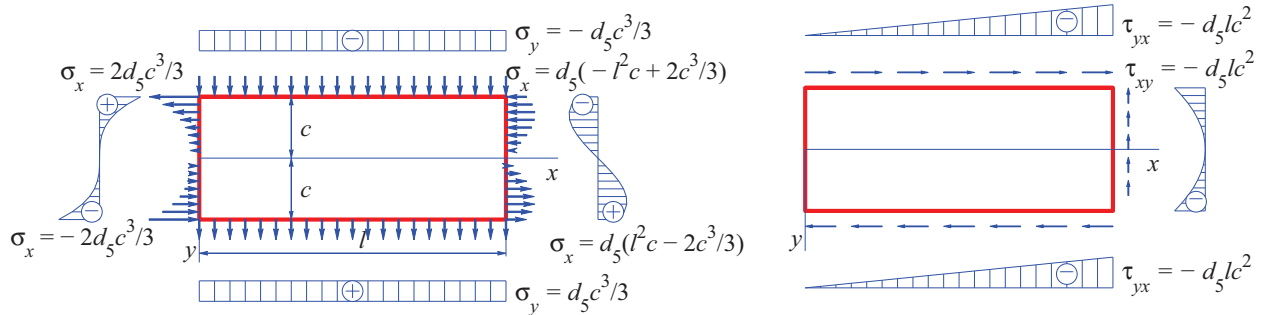 σ_y = − d_5c^3/3
σ_x = 2d_5c^3/3
σ_x = d_5(− l^2c + 2c^3/3)
−
+
−
c
c
x
−
+
σ_x = − 2d_5c^3/3
y
l
σ_x = d_5(l^2c − 2c^3/3)
+
σ_y = d_5c^3/3
−
τ_yx = − d_5lc^2
τ_xy = − d_5lc^2
x
−
y
−
τ_yx = − d_5lc^2